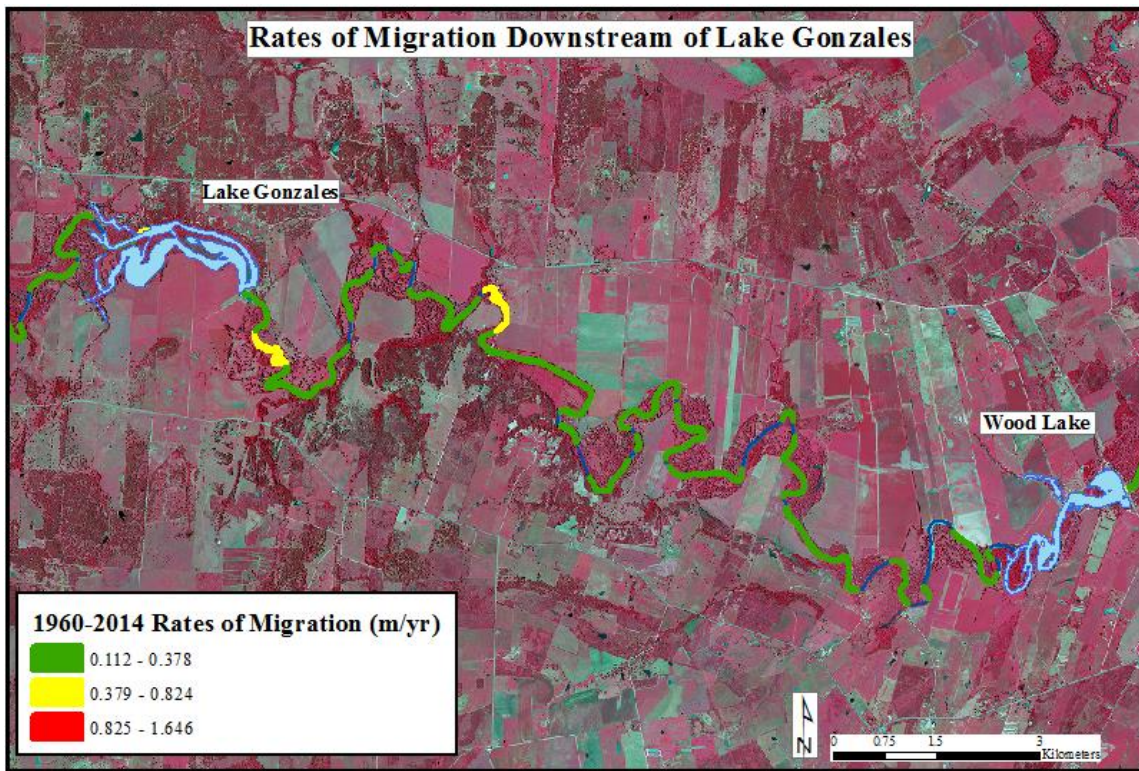 Rates of Migration Downstream of Lake Gonzales
Lake Gonzales
Wood Lake
1960-2014 Rates of Migration (m/yr)
0.112 - 0.378
0.379 - 0.824
0.825 - 1.646
N
0 0.75 1.5 3
Kilometers